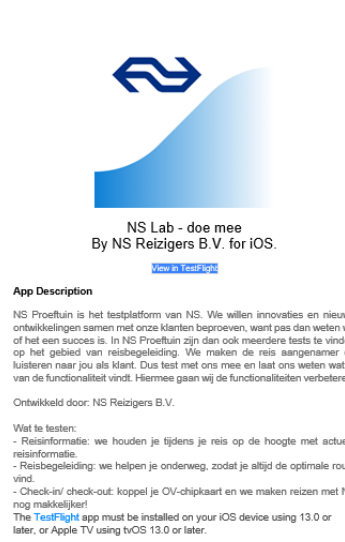 NS Lab - doe mee
By NS Reizigers B.V. for iOS.
View in TestFlight
App Description
NS Proeftuin is het testplatform van NS. We willen innovaties en
ontwikkelingen samen met onze klanten beproeven, want pas dan weten
of het een succes is. In NS Proeftuin zijn dan ook meerdere tests te
op het gebied van reisbegeleiding. We maken de reis aangenamer
luisteren naar jou als klant. Dus test met ons mee en laat ons weten wat
van de functionaliteit vindt. Hiermee gaan wij de functionaliteiten
Ontwikkeld door: NS Reizigers B.V.
Wat te testen:
- Reisinformatie: we houden je tijdens je reis op de hoogte met
reisinformatie.
- Reisbegeleiding: we helpen je onderweg, zodat je altijd de optimale
vind.
- Check-in/ check-out: koppel je OV-chipkaart en we maken reizen met
nog makkelijker!
The TestFlight app must be installed on your iOS device using 13.0 or
later, or Apple TV using tvOS 13.0 or later.